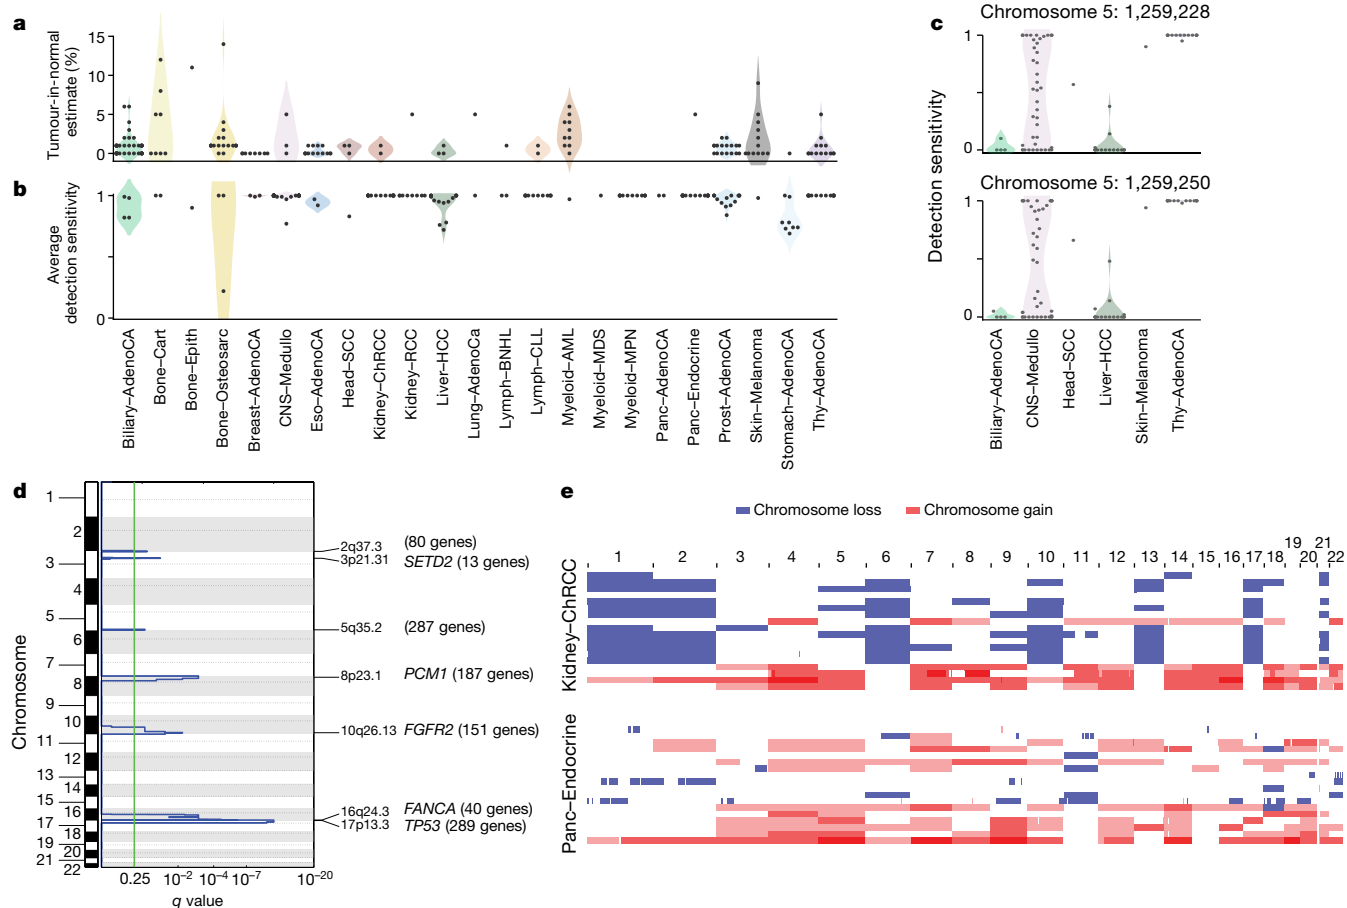 a
Tumour-in-normal
estimate (%)
15
10
5
0
b
Average
detection sensitivity
1
0
Biliary–AdenoCA
Bone–Cart
Bone–Epith
Bone–Osteosarc
Breast–AdenoCA
CNS–Medullo
Eso–AdenoCA
Head–SCC
Kidney–ChRCC
Kidney–RCC
Liver–HCC
Lung–AdenoCa
Lymph–BNHL
Lymph–CLL
Myeloid–AML
Myeloid–MDS
Myeloid–MPN
Panc–AdenoCA
Panc–Endocrine
Prost–AdenoCA
Skin–Melanoma
Stomach–AdenoCA
Thy–AdenoCA
c
Chromosome 5: 1,259,228
Detection sensitivity
1
0
Chromosome 5: 1,259,250
1
0
Biliary–AdenoCA
CNS–Medullo
Head–SCC
Liver–HCC
Skin–Melanoma
Thy–AdenoCA
d
Chromosome
1
2
3
4
5
6
7
8
9
10
11
12
13
14
15
16
17
18
19
20
21
22
2q37.3 (80 genes)
3p21.31 SETD2 (13 genes)
5q35.2 (287 genes)
8p23.1 PCM1 (187 genes)
10q26.13 FGFR2 (151 genes)
16q24.3 FANCA (40 genes)
17p13.3 TP53 (289 genes)
0.25 10⁻² 10⁻⁴ 10⁻⁷ 10⁻²⁰
q value
e
Chromosome loss Chromosome gain
1 2 3 4 5 6 7 8 9 10 11 12 13 14 15 16 17 18 19 20 21 22
Kidney–ChRCC
Panc–Endocrine